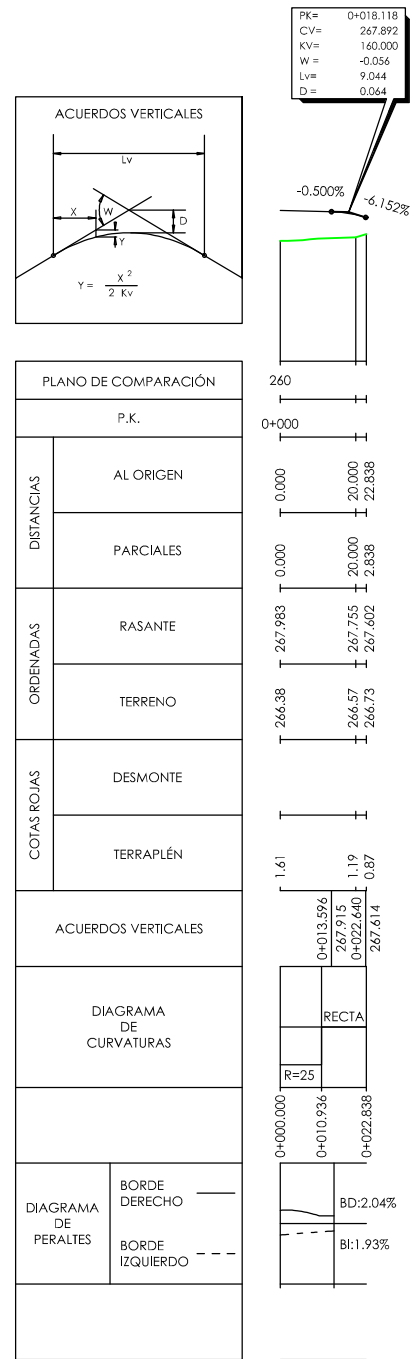 PK= 0+018.118
CV= 267.892
KV= 160.000
W = -0.056
Lv= 9.044
D = 0.064
ACUERDOS VERTICALES
Lv
X
W
D
Y
Y = X 2
2 Kv
-0.500%
-6.152%
PLANO DE COMPARACIÓN 260
P.K. 0+000
DISTANCIAS
AL ORIGEN 0.000 20.000 22.838
PARCIALES 0.000 20.000 2.838
ORDENADAS
RASANTE 267.983 267.755 267.602
TERRENO 266.38 266.57 266.73
COTAS ROJAS
DESMONTE
TERRAPLÉN 1.61 1.19 0.87
ACUERDOS VERTICALES 0+013.596 267.915 0+022.640 267.614
DIAGRAMA
DE
CURVATURAS
RECTA
R=25
0+000.000 0+010.936 0+022.838
DIAGRAMA
DE
PERALTES
BORDE
DERECHO
BORDE
IZQUIERDO
BD:2.04%
BI:1.93%